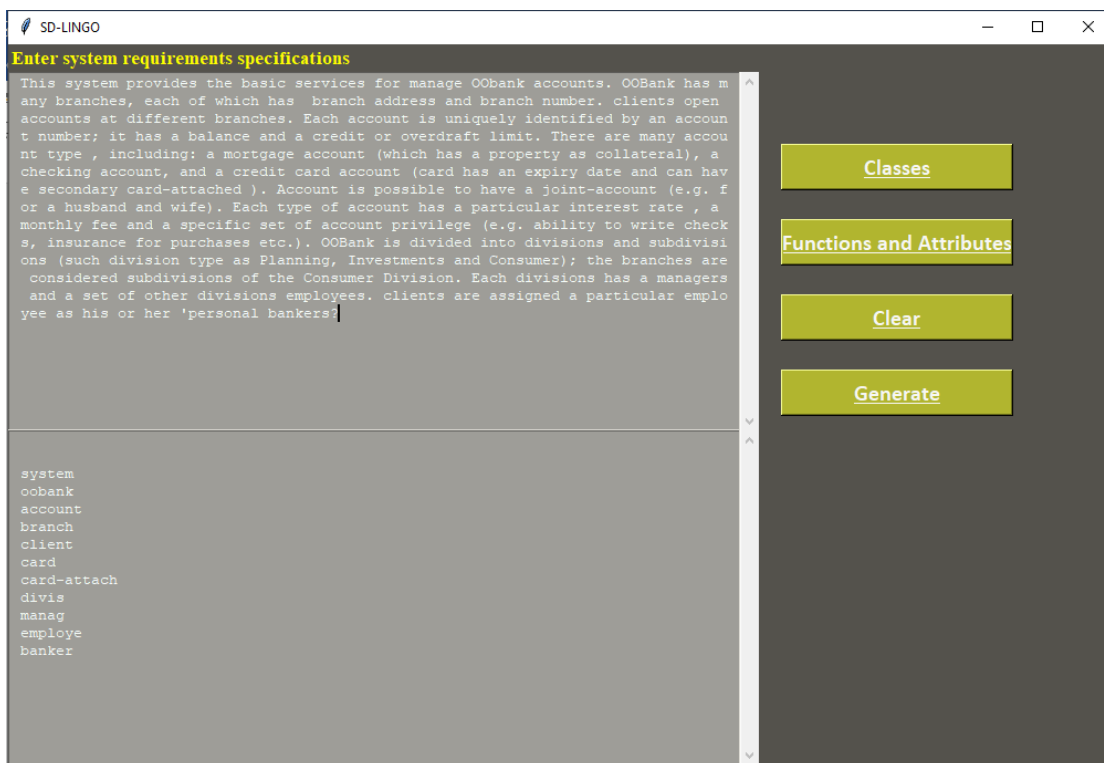 SD-LINGO
Enter system requirements specifications
This system provides the basic services for manage OObank accounts. OOBank has m
any branches, each of which has  branch address and branch number. clients open
accounts at different branches. Each account is uniquely identified by an accoun
t number; it has a balance and a credit or overdraft limit. There are many accou
nt type , including: a mortgage account (which has a property as collateral), a
checking account, and a credit card account (card has an expiry date and can hav
e secondary card-attached ). Account is possible to have a joint-account (e.g. f
or a husband and wife). Each type of account has a particular interest rate , a
monthly fee and a specific set of account privilege (e.g. ability to write check
s, insurance for purchases etc.). OOBank is divided into divisions and subdivisi
ons (such division type as Planning, Investments and Consumer); the branches are
considered subdivisions of the Consumer Division. Each divisions has a managers
and a set of other divisions employees. clients are assigned a particular emplo
yee as his or her 'personal bankers?
Classes
Functions and Attributes
Clear
Generate
system
oobank
account
branch
client
card
card-attach
divis
manag
employe
banker